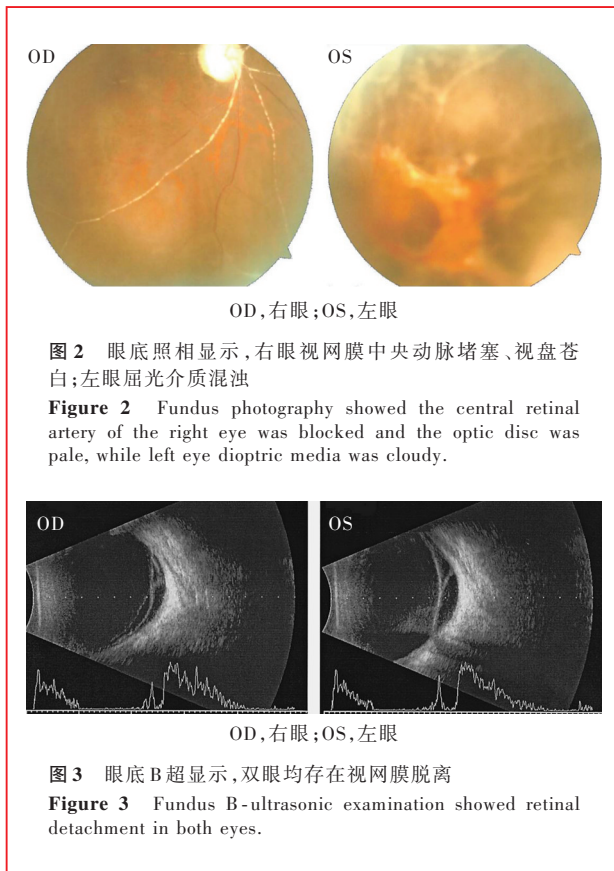 OD
OS
OD,右眼;OS,左眼
图2 眼底照相显示,右眼视网膜中央动脉堵塞、视盘苍
白;左眼屈光介质混浊
Figure 2 Fundus photography showed the central retinal
artery of the right eye was blocked and the optic disc was
pale, while left eye dioptric media was cloudy.
OD
OS
OD,右眼;OS,左眼
图3 眼底B超显示,双眼均存在视网膜脱离
Figure 3 Fundus B-ultrasonic examination showed retinal
detachment in both eyes.